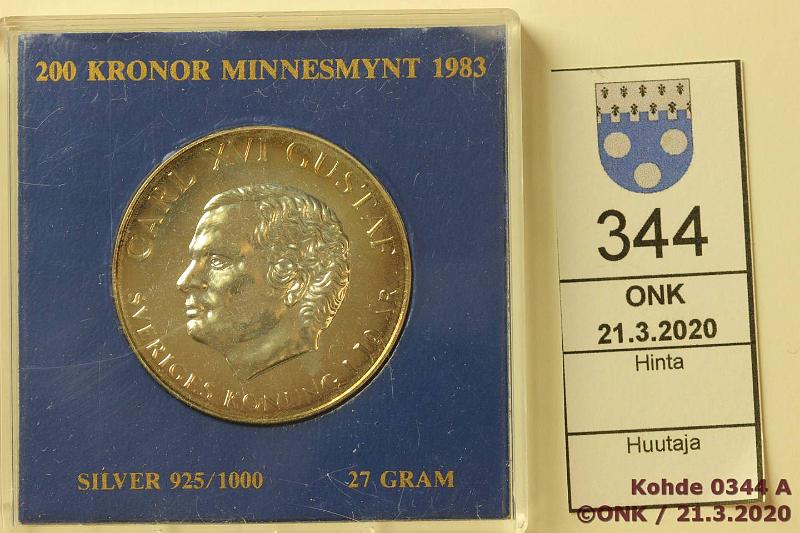 200 KRONOR MINNESMYNT 1983
CARL XVI GUSTAF
SVERIGES KONUNG · 10 ÅR
SILVER 925/1000
27 GRAM
344
ONK
21.3.2020
Hinta
Huutaja
Kohde 0344 A
©ONK / 21.3.2020